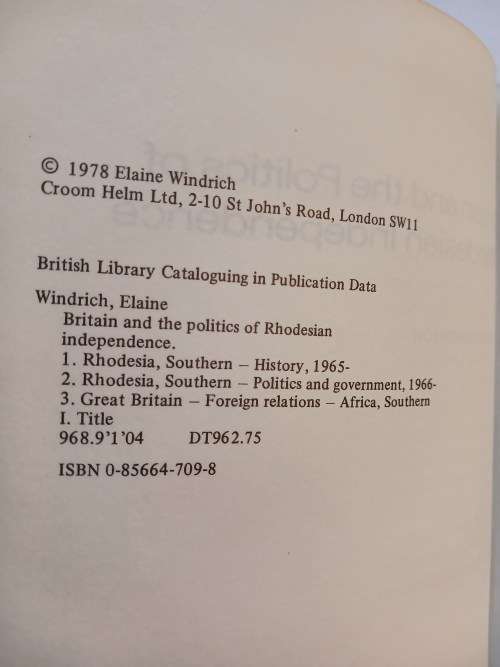 © 1978 Elaine Windrich
Croom Helm Ltd, 2-10 St John's Road, London SW11
British Library Cataloguing in Publication Data
Windrich, Elaine
Britain and the politics of Rhodesian
independence.
1. Rhodesia, Southern – History, 1965-
2. Rhodesia, Southern – Politics and government, 1966-
3. Great Britain – Foreign relations – Africa, Southern
I. Title
968.9'1'04 DT962.75
ISBN 0-85664-709-8